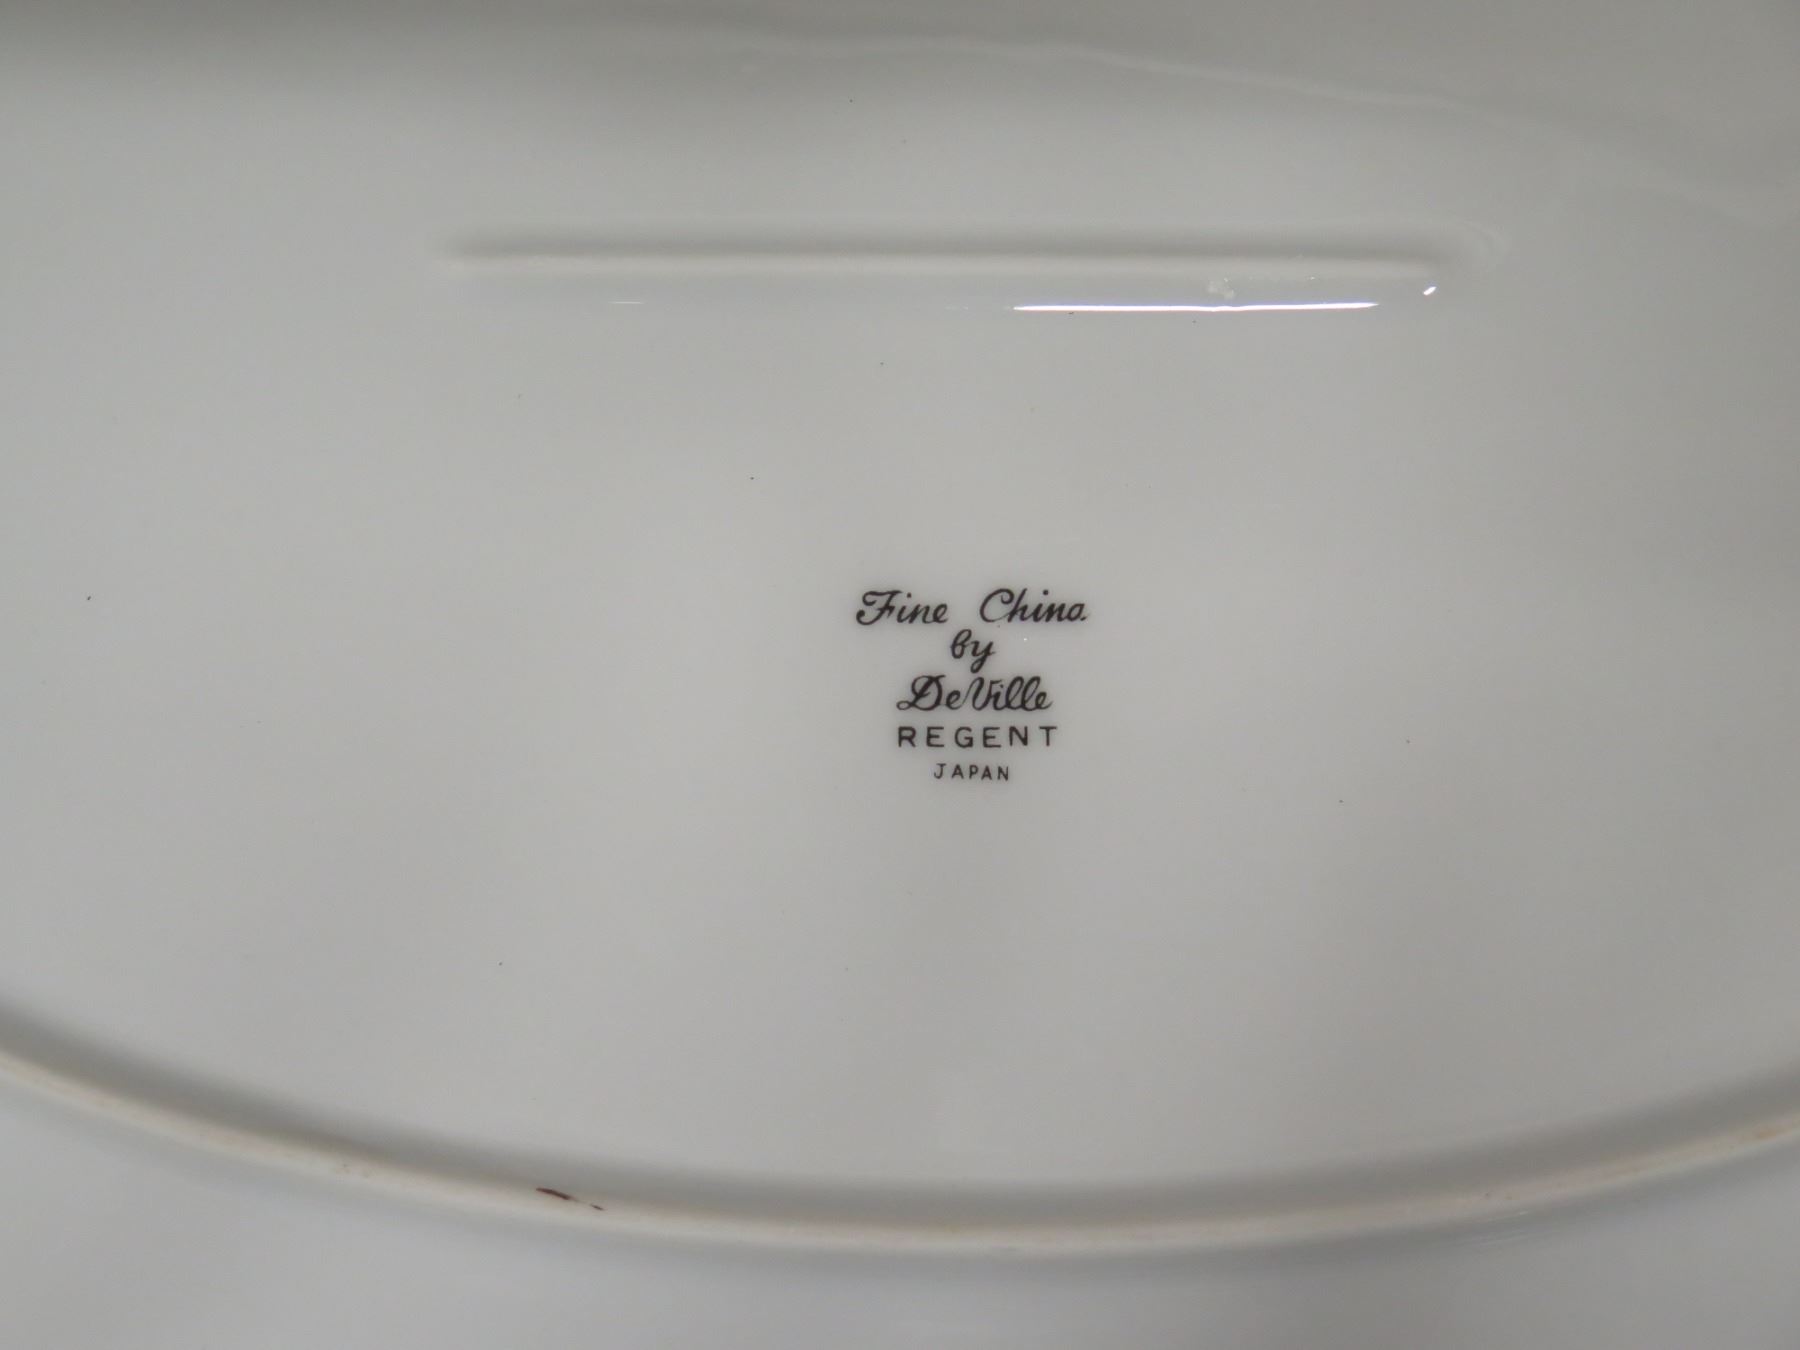 Fine China
by
DeVille
REGENT
JAPAN